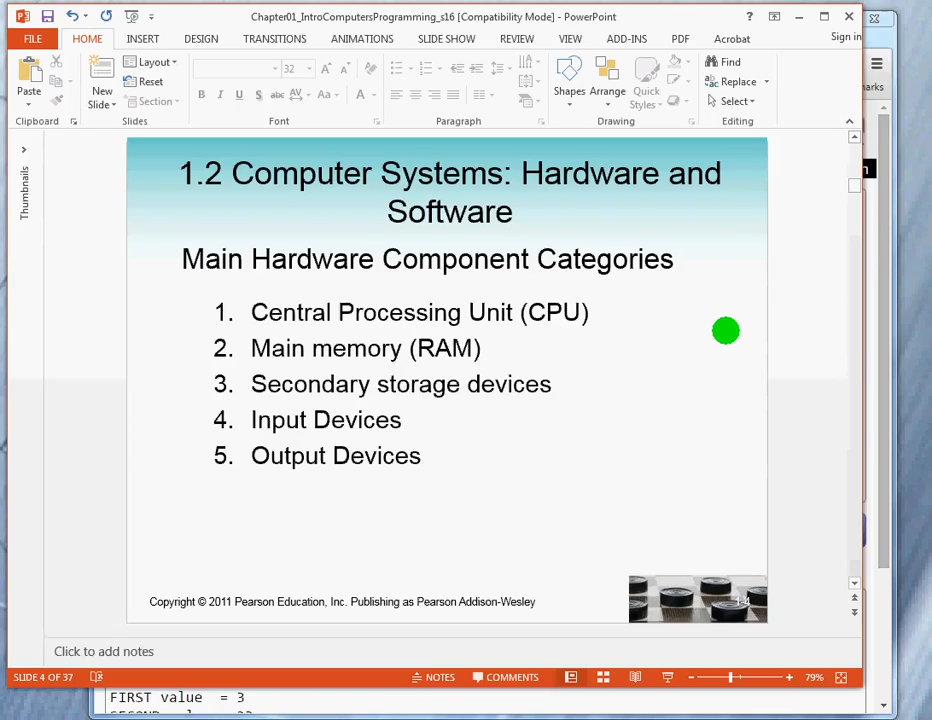 Chapter01_IntroComputersProgramming_s16 [Compatibility Mode] - PowerPoint
FILE HOME INSERT DESIGN TRANSITIONS ANIMATIONS SLIDE SHOW REVIEW VIEW ADD-INS PDF Acrobat Sign in
Paste
New
Slide
Layout
Reset
Section
32
B I U S abc AV Aa A
Shapes
Arrange
Quick
Styles
Find
Replace
Select
Clipboard Slides Font Paragraph Drawing Editing
Thumbnails
1.2 Computer Systems: Hardware and
Software
Main Hardware Component Categories
1. Central Processing Unit (CPU)
2. Main memory (RAM)
3. Secondary storage devices
4. Input Devices
5. Output Devices
Copyright © 2011 Pearson Education, Inc. Publishing as Pearson Addison-Wesley
Click to add notes
SLIDE 4 OF 37 NOTES COMMENTS 79%
FIRST value = 3